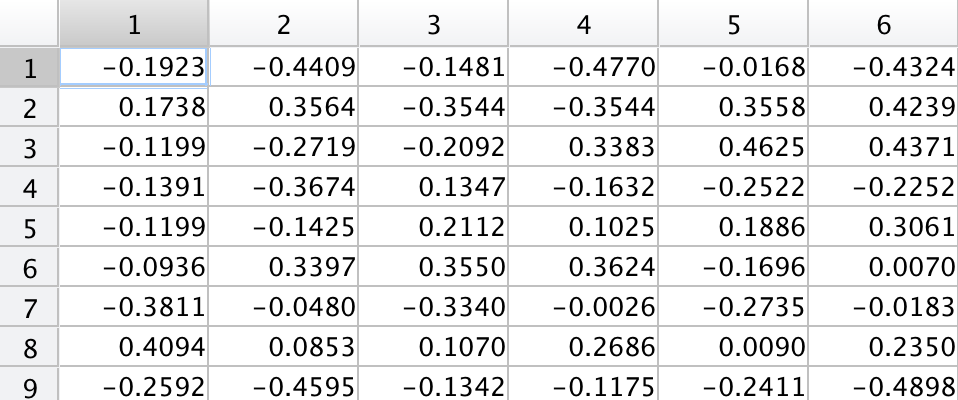 1 2 3 4 5 6
1 -0.1923 -0.4409 -0.1481 -0.4770 -0.0168 -0.4324
2 0.1738 0.3564 -0.3544 -0.3544 0.3558 0.4239
3 -0.1199 -0.2719 -0.2092 0.3383 0.4625 0.4371
4 -0.1391 -0.3674 0.1347 -0.1632 -0.2522 -0.2252
5 -0.1199 -0.1425 0.2112 0.1025 0.1886 0.3061
6 -0.0936 0.3397 0.3550 0.3624 -0.1696 0.0070
7 -0.3811 -0.0480 -0.3340 -0.0026 -0.2735 -0.0183
8 0.4094 0.0853 0.1070 0.2686 0.0090 0.2350
9 -0.2592 -0.4595 -0.1342 -0.1175 -0.2411 -0.4898